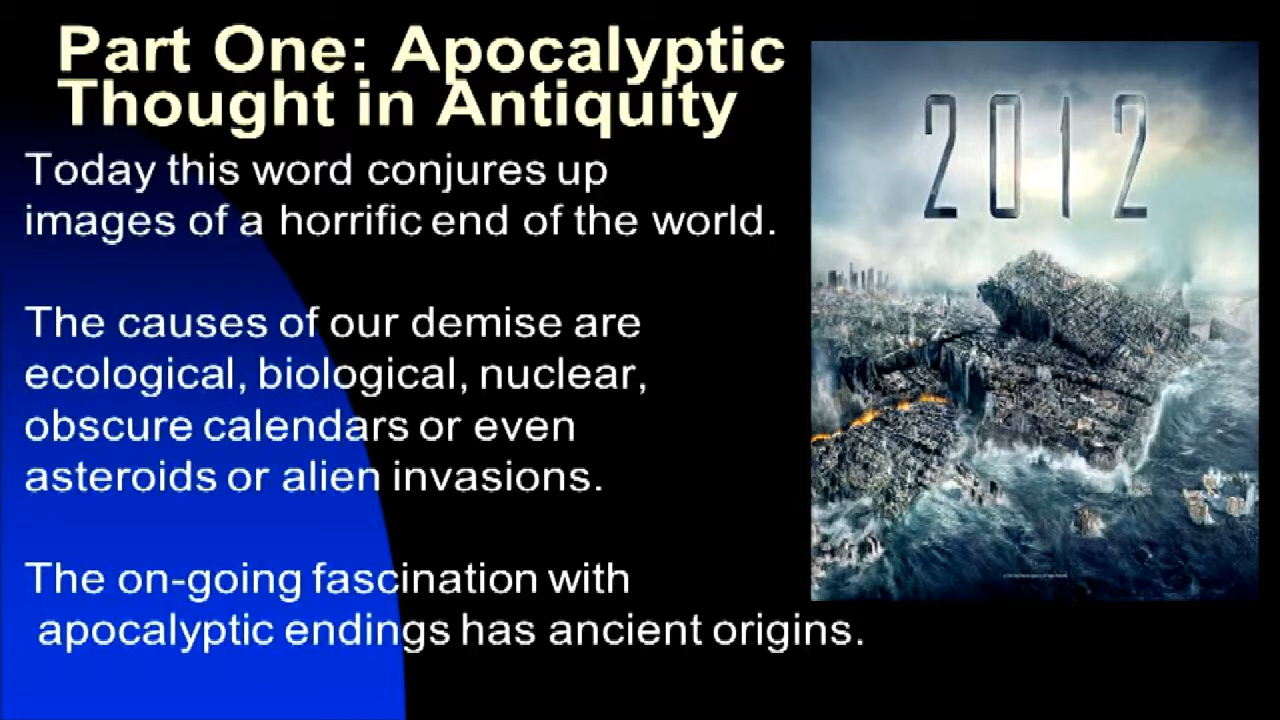 Part One: Apocalyptic
Thought in Antiquity
Today this word conjures up
images of a horrific end of the world.
The causes of our demise are
ecological, biological, nuclear,
obscure calendars or even
asteroids or alien invasions.
The on-going fascination with
apocalyptic endings has ancient origins.
2012